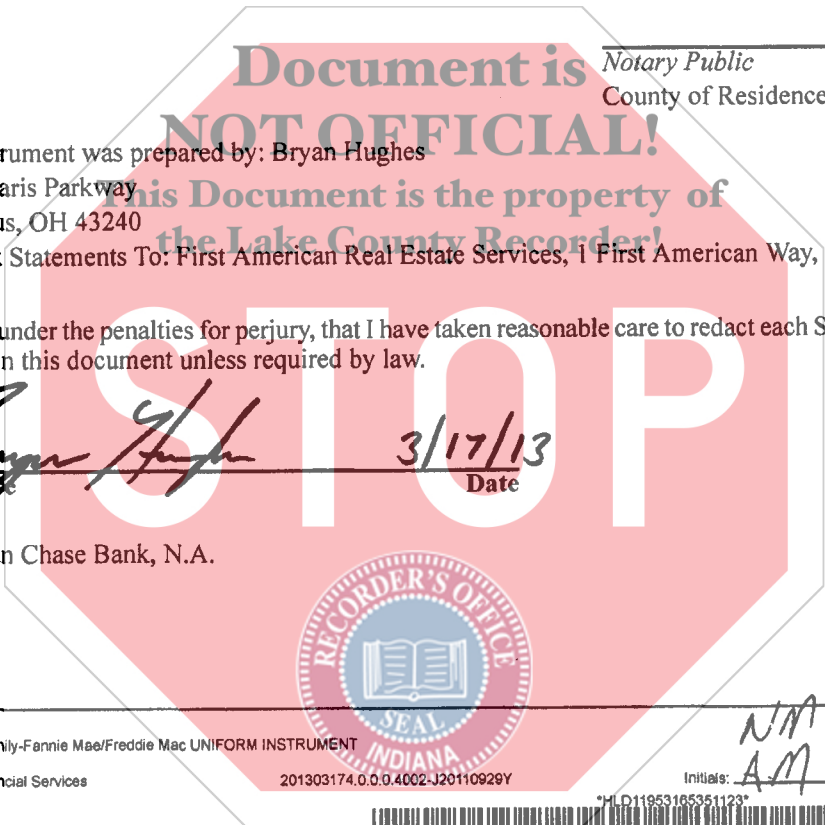 Document is
NOT OFFICIAL!
This Document is the property of
the Lake County Recorder!
STOP
Notary Public
County of Residence
rument was prepared by: Bryan Hughes
aris Parkway
s, OH 43240
Statements To: First American Real Estate Services, 1 First American Way,
under the penalties for perjury, that I have taken reasonable care to redact each S
n this document unless required by law.
Hughes 3/17/13
Date
n Chase Bank, N.A.
RECORDER'S OFFICE
SEAL
INDIANA
ily-Fannie Mae/Freddie Mac UNIFORM INSTRUMENT
NM
ncial Services 201303174.0.0.0.4002-J20110929Y Initials: AM
*HLD11953165351123*